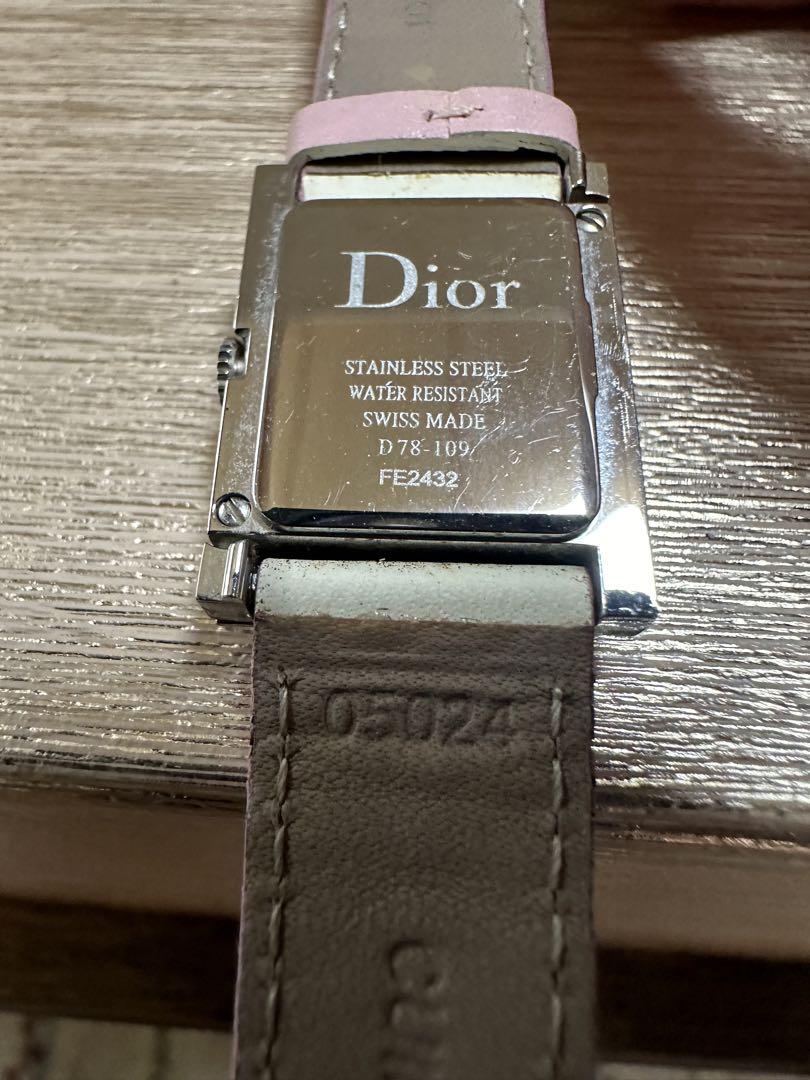 Dior
STAINLESS STEEL
WATER RESISTANT
SWISS MADE
D78-109
FE2432
05024